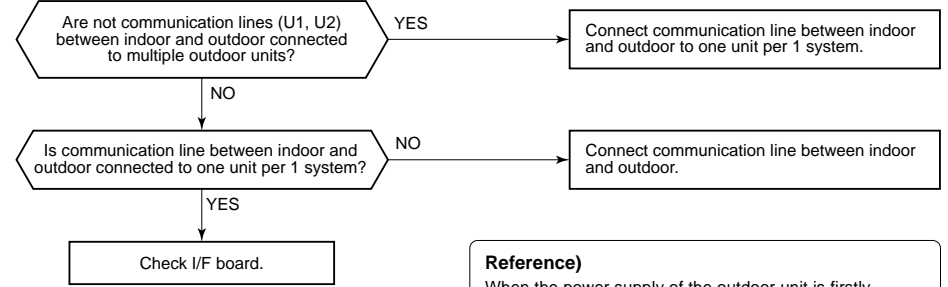 Are not communication lines (U1, U2)
between indoor and outdoor connected
to multiple outdoor units?
YES
Connect communication line between indoor
and outdoor to one unit per 1 system.
NO
Is communication line between indoor and
outdoor connected to one unit per 1 system?
NO
Connect communication line between indoor
and outdoor.
YES
Check I/F board.
Reference)
When the power supply of the outdoor unit is firstly